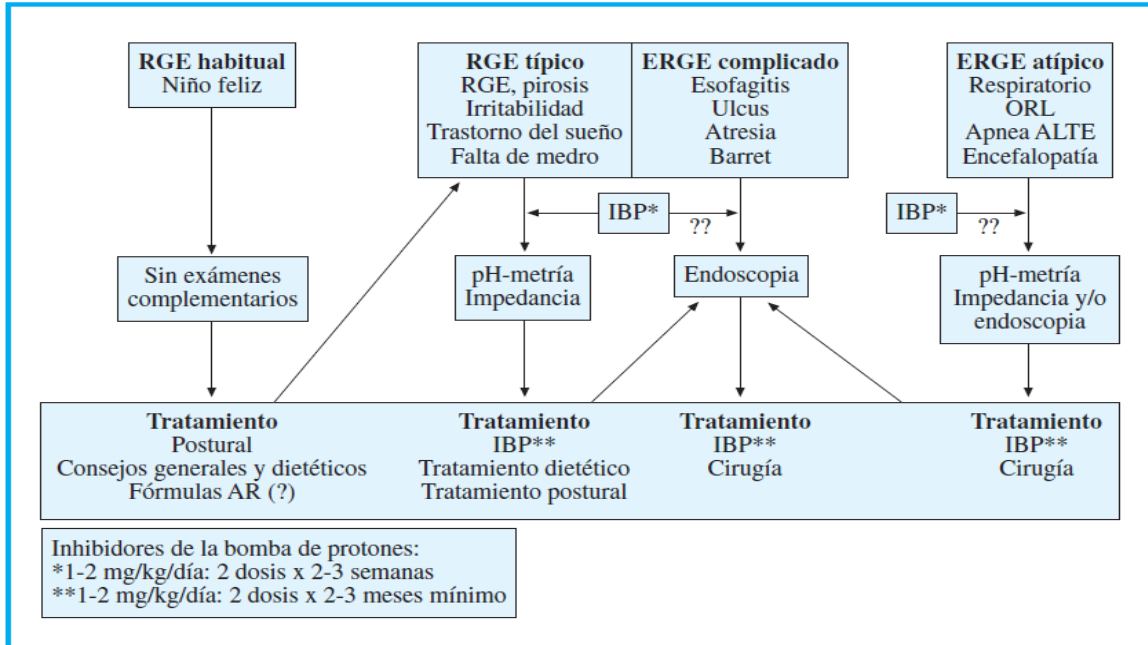 RGE habitual
Niño feliz
RGE típico
RGE, pirosis
Irritabilidad
Trastorno del sueño
Falta de medro
ERGE complicado
Esofagitis
Ulcus
Atresia
Barret
ERGE atípico
Respiratorio
ORL
Apnea ALTE
Encefalopatía
IBP*
??
IBP*
??
Sin exámenes
complementarios
pH-metría
Impedancia
Endoscopia
pH-metría
Impedancia y/o
endoscopia
Tratamiento
Postural
Consejos generales y dietéticos
Fórmulas AR (?)
Tratamiento
IBP**
Tratamiento dietético
Tratamiento postural
Tratamiento
IBP**
Cirugía
Tratamiento
IBP**
Cirugía
Inhibidores de la bomba de protones:
*1-2 mg/kg/día: 2 dosis x 2-3 semanas
**1-2 mg/kg/día: 2 dosis x 2-3 meses mínimo